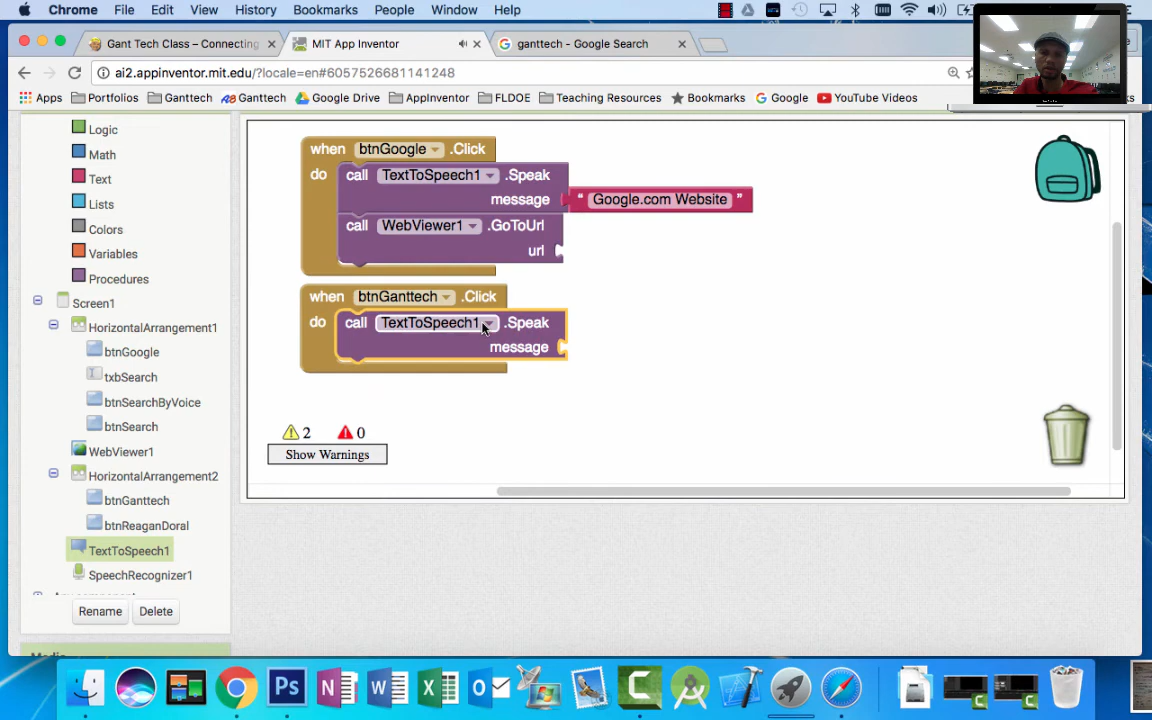 Chrome File Edit View History Bookmarks People Window Help
Gant Tech Class – Connecting
MIT App Inventor
ganttech - Google Search
ai2.appinventor.mit.edu/?locale=en#6057526681141248
Apps Portfolios Ganttech Ganttech Google Drive AppInventor FLDOE Teaching Resources Bookmarks Google YouTube Videos
Logic
Math
Text
Lists
Colors
Variables
Procedures
Screen1
HorizontalArrangement1
btnGoogle
txbSearch
btnSearchByVoice
btnSearch
WebViewer1
HorizontalArrangement2
btnGanttech
btnReaganDoral
TextToSpeech1
SpeechRecognizer1
Rename Delete
when btnGoogle .Click
do call TextToSpeech1 .Speak
message “ Google.com Website ”
call WebViewer1 .GoToUrl
url
when btnGanttech .Click
do call TextToSpeech1 .Speak
message
2 0
Show Warnings